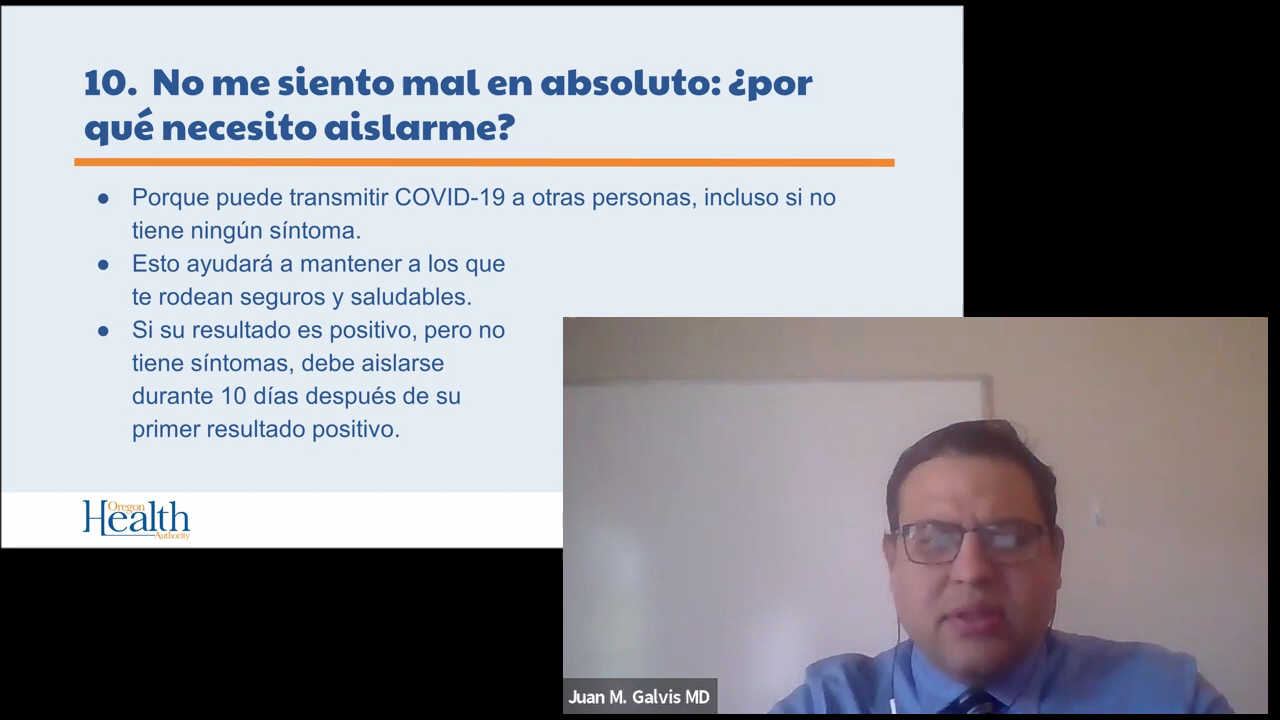 10. No me siento mal en absoluto: ¿por
qué necesito aislarme?
● Porque puede transmitir COVID-19 a otras personas, incluso si no
tiene ningún síntoma.
● Esto ayudará a mantener a los que
te rodean seguros y saludables.
● Si su resultado es positivo, pero no
tiene síntomas, debe aislarse
durante 10 días después de su
primer resultado positivo.
Oregon
Health
Authority
Juan M. Galvis MD